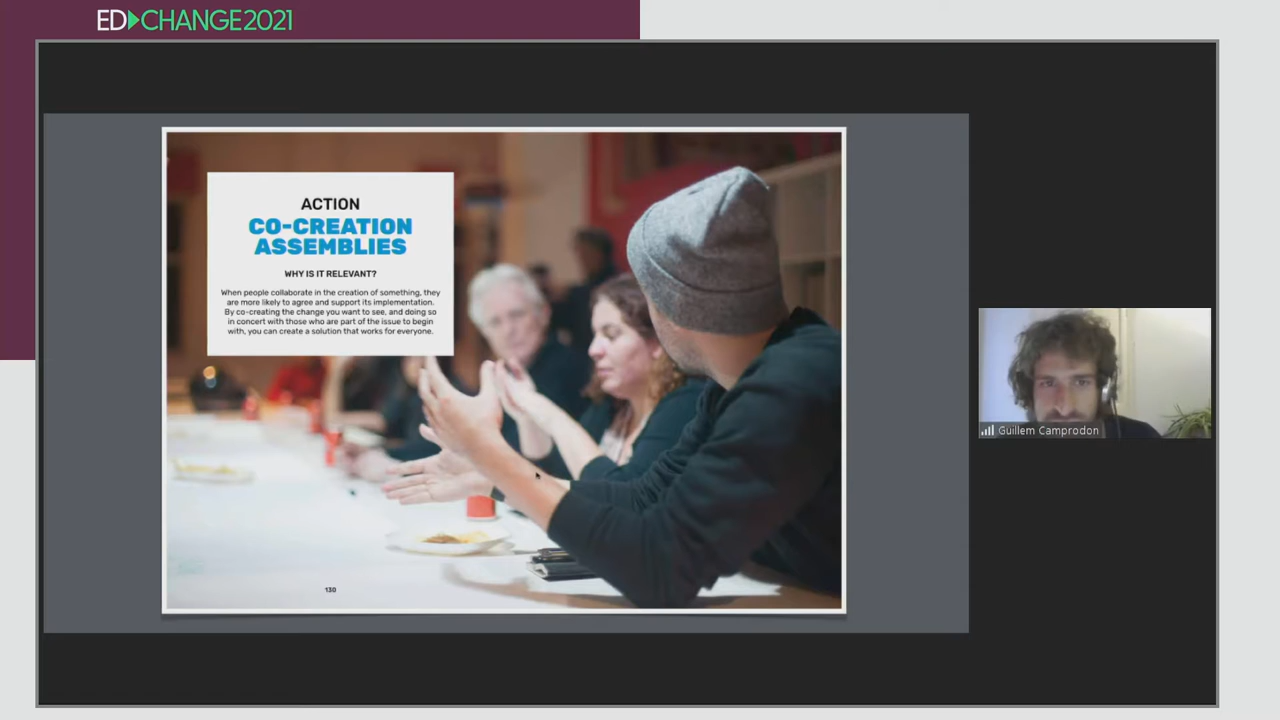 ED CHANGE2021
ACTION
CO-CREATION
ASSEMBLIES
WHY IS IT RELEVANT?
When people collaborate in the creation of something, they
are more likely to agree and support its implementation.
By co-creating the change you want to see, and doing so
in concert with those who are part of the issue to begin
with, you can create a solution that works for everyone.
130
Guillem Camprodon